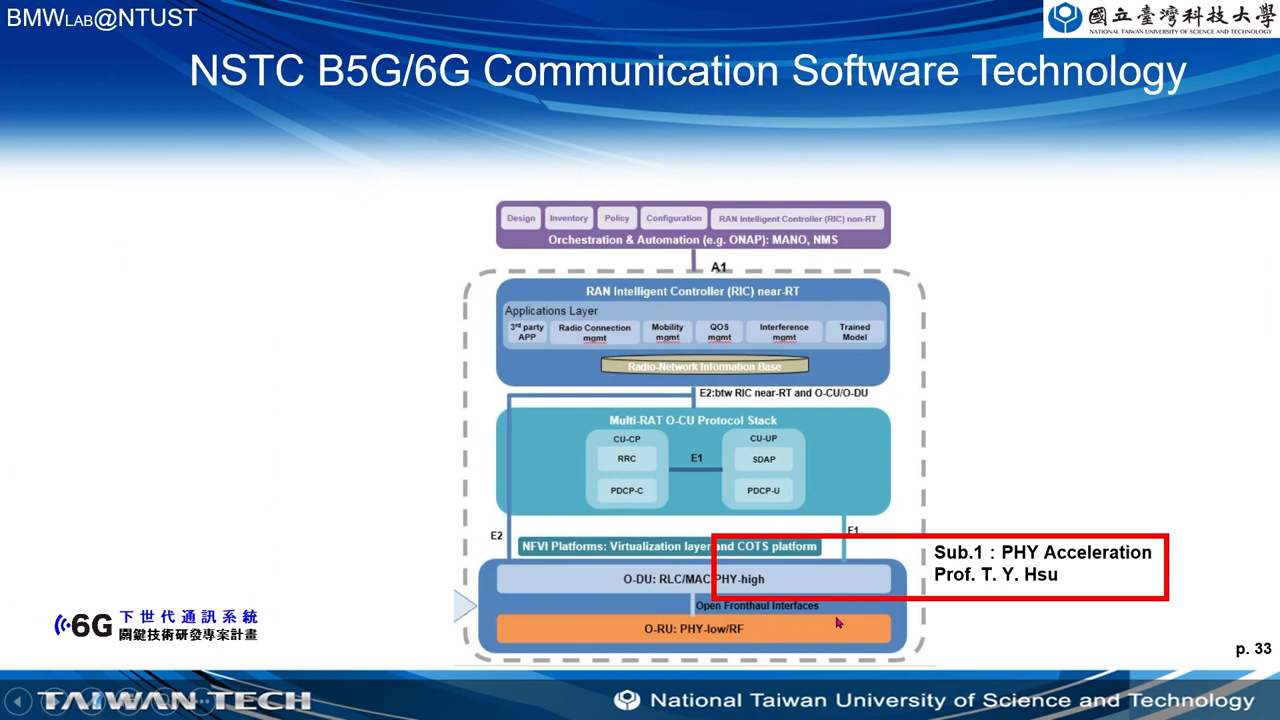 BMWLAB@NTUST
國立臺灣科技大學
NATIONAL TAIWAN UNIVERSITY OF SCIENCE AND TECHNOLOGY
NSTC B5G/6G Communication Software Technology
Design Inventory Policy Configuration RAN Intelligent Controller (RIC) non-RT
Orchestration & Automation (e.g. ONAP): MANO, NMS
A1
RAN Intelligent Controller (RIC) near-RT
Applications Layer
3rd party APP
Radio Connection mgmt
Mobility mgmt
QOS mgmt
Interference mgmt
Trained Model
Radio-Network Information Base
E2:btw RIC near-RT and O-CU/O-DU
Multi-RAT O-CU Protocol Stack
CU-CP
RRC
PDCP-C
E1
CU-UP
SDAP
PDCP-U
E2
F1
NFVI Platforms: Virtualization layer and COTS platform
Sub.1 : PHY Acceleration
Prof. T. Y. Hsu
O-DU: RLC/MAC/PHY-high
Open Fronthaul Interfaces
O-RU: PHY-low/RF
6G 下世代通訊系統
關鍵技術研發專案計畫
p. 33
TAIWAN TECH
National Taiwan University of Science and Technology